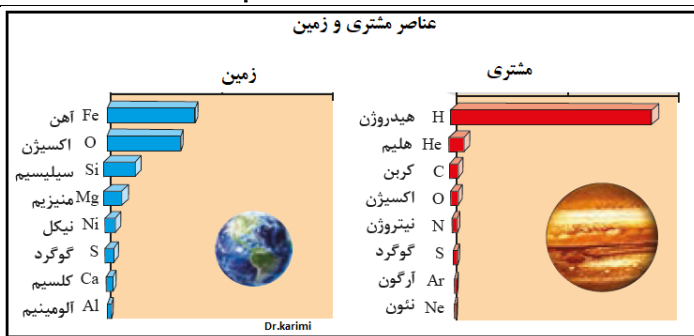 عناصر مشتری و زمین
مشتری
H هیدروژن
He هلیم
C کربن
O اکسیژن
N نیتروژن
S گوگرد
Ar آرگون
Ne نئون
زمین
Fe آهن
O اکسیژن
Si سیلیسیم
Mg منیزیم
Ni نیکل
S گوگرد
Ca کلسیم
Al آلومینیم
Dr.karimi